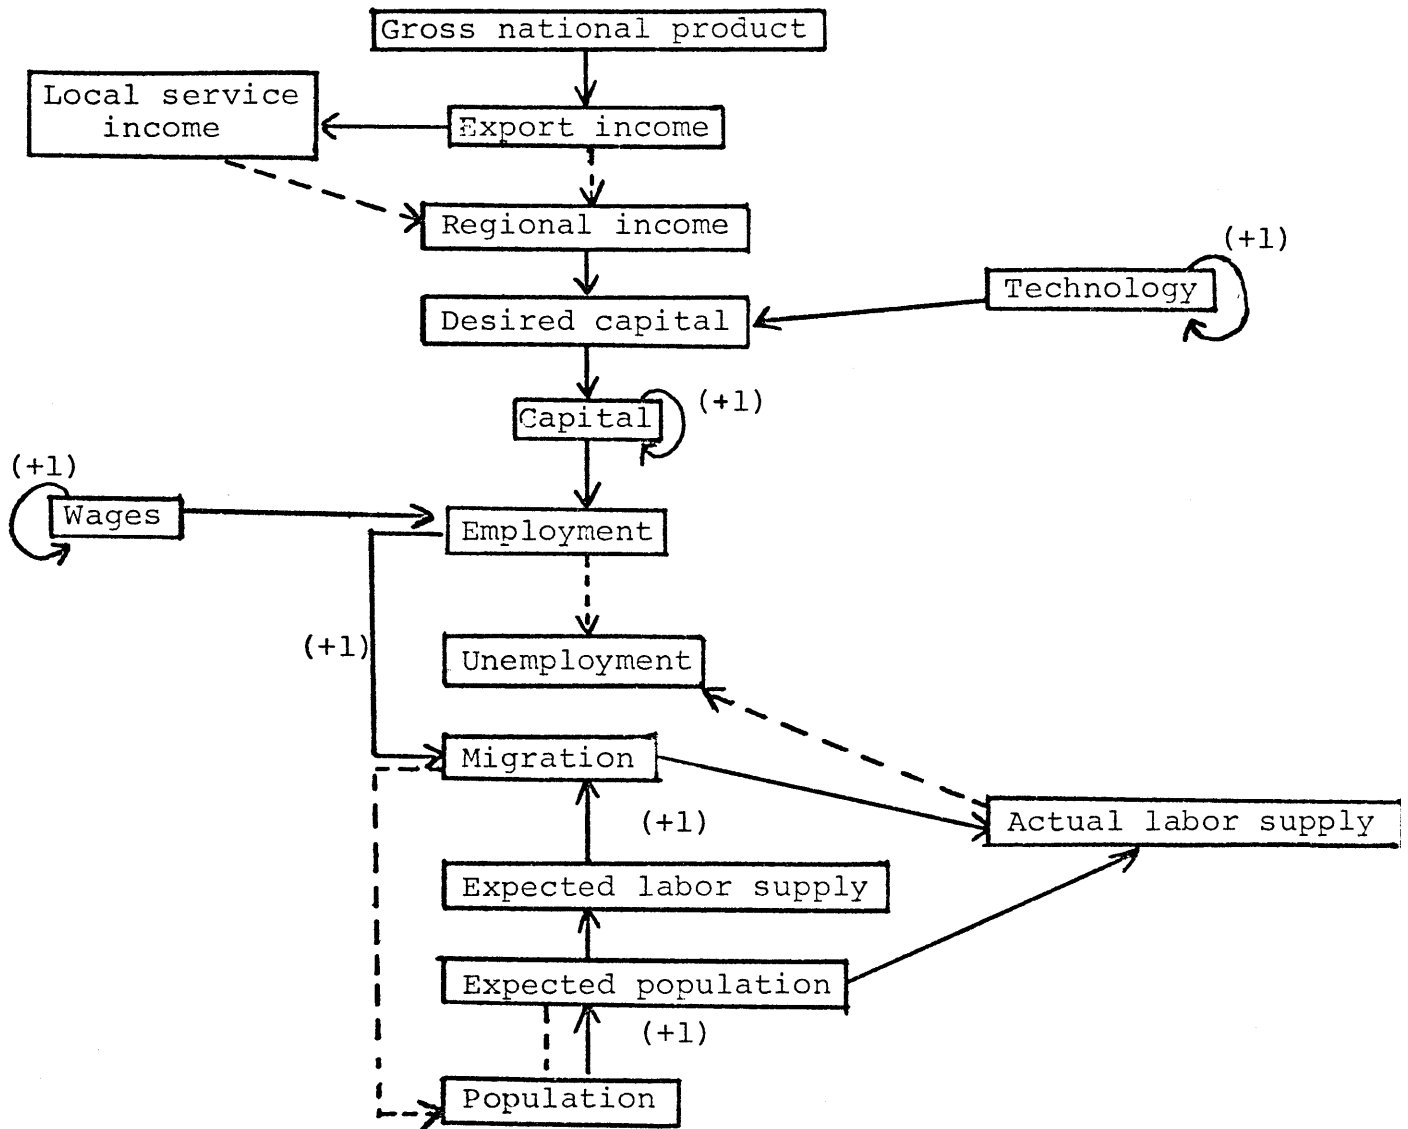 Gross national product
Local service
income
Export income
Regional income
(+1)
Technology
Desired capital
Capital
(+1)
(+1)
Wages
Employment
(+1)
Unemployment
Migration
(+1)
Actual labor supply
Expected labor supply
Expected population
(+1)
Population